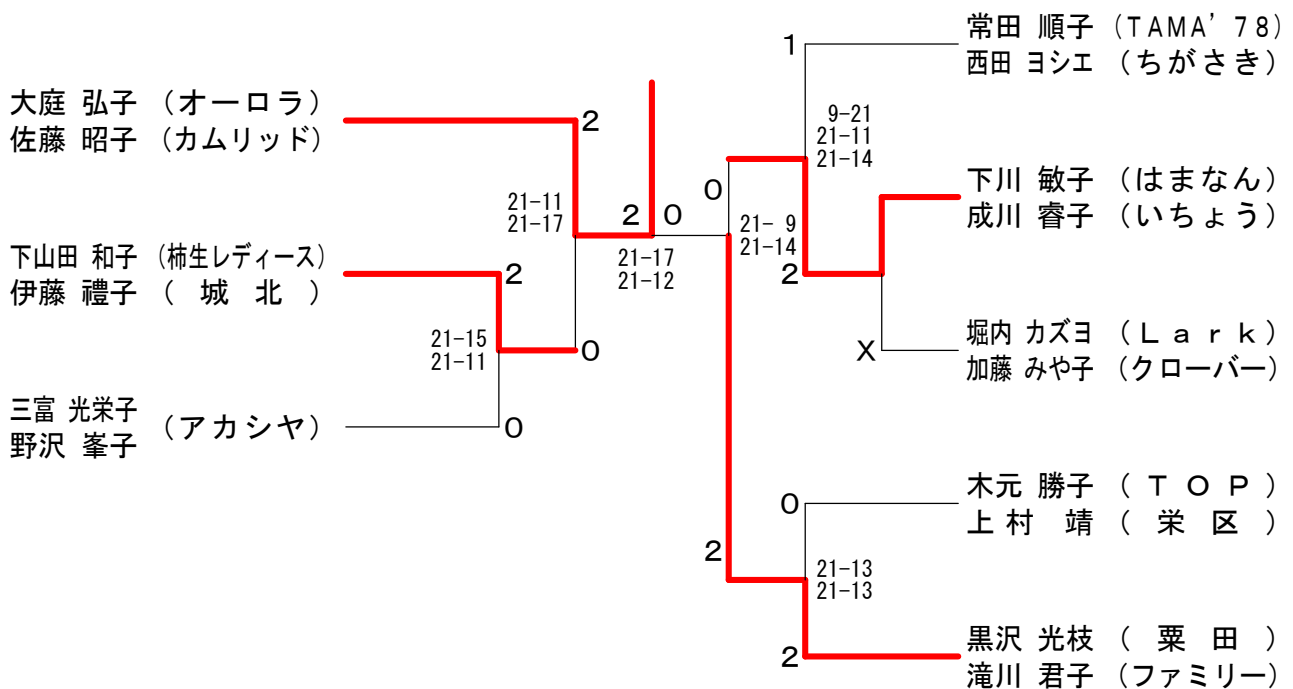 大庭 弘子 (オーロラ)
佐藤 昭子 (カムリッド)
下山田 和子 (柿生レディース)
伊藤 禮子 ( 城 北 )
三富 光栄子
野沢 峯子
(アカシヤ)
2
21-11
21-17
0
2
21-15
21-11
0
2
0
21-17
21-12
0
21- 9
21-14
2
1
9-21
21-11
21-14
2
X
0
21-13
21-13
2
常田 順子 (TAMA'78)
西田 ヨシエ (ちがさき)
下川 敏子 (はまなん)
成川 睿子 (いちょう)
堀内 カズヨ (Lark)
加藤 みや子 (クローバー)
木元 勝子 ( T O P )
上村 靖 ( 栄 区 )
黒沢 光枝 ( 粟 田 )
滝川 君子 (ファミリー)